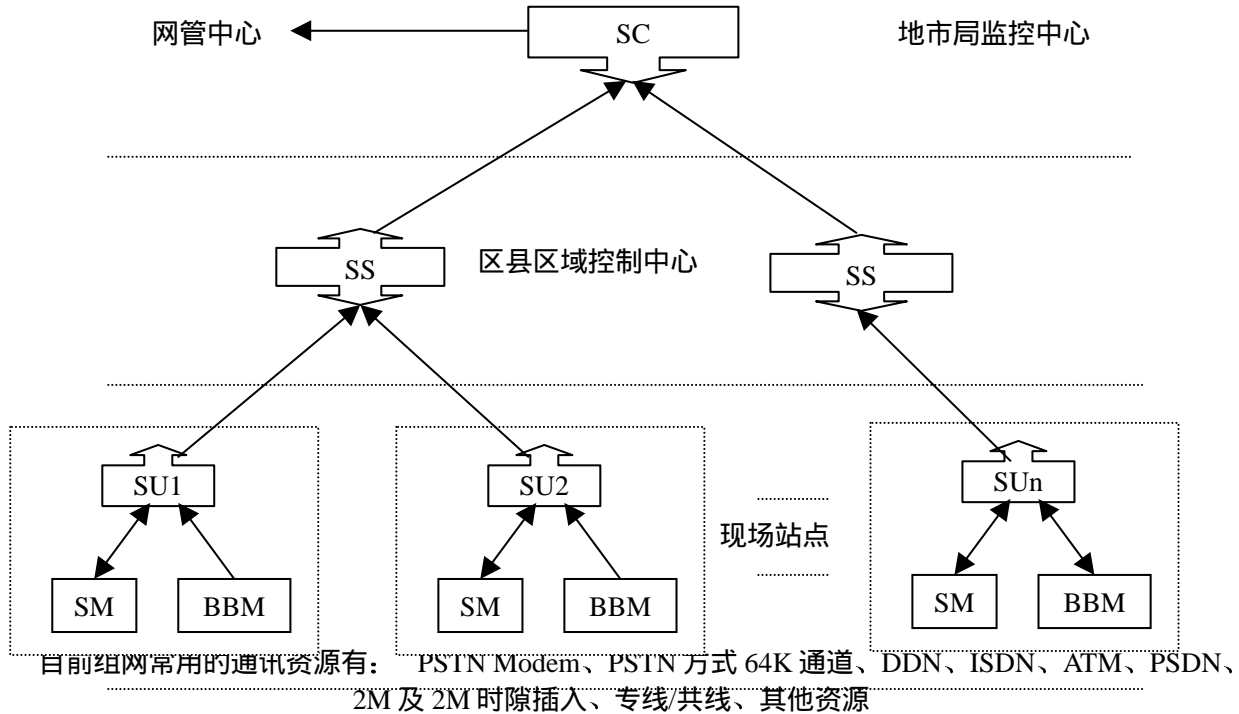 网管中心
SC
地市局监控中心
SS
区县区域控制中心
SS
SU1
SU2
SUn
现场站点
SM
BBM
SM
BBM
SM
BBM
目前组网常用的通讯资源有： PSTN Modem、PSTN 方式 64K 通道、DDN、ISDN、ATM、PSDN、
2M 及 2M 时隙插入、专线/共线、其他资源